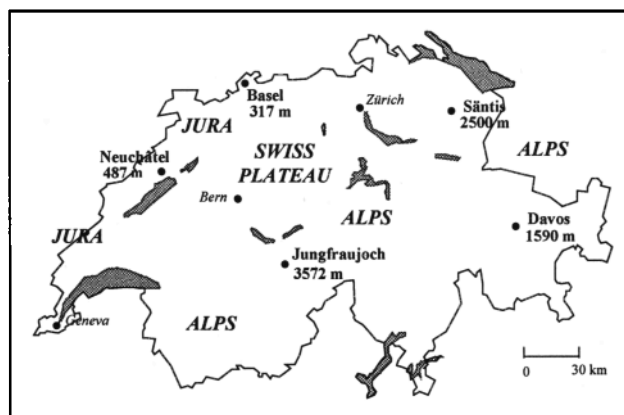 Basel
317 m
Zürich
Säntis
2500 m
JURA
Neuchâtel
487 m
SWISS
PLATEAU
ALPS
Bern
ALPS
Davos
1590 m
JURA
Jungfraujoch
3572 m
ALPS
Geneva
0 30 km